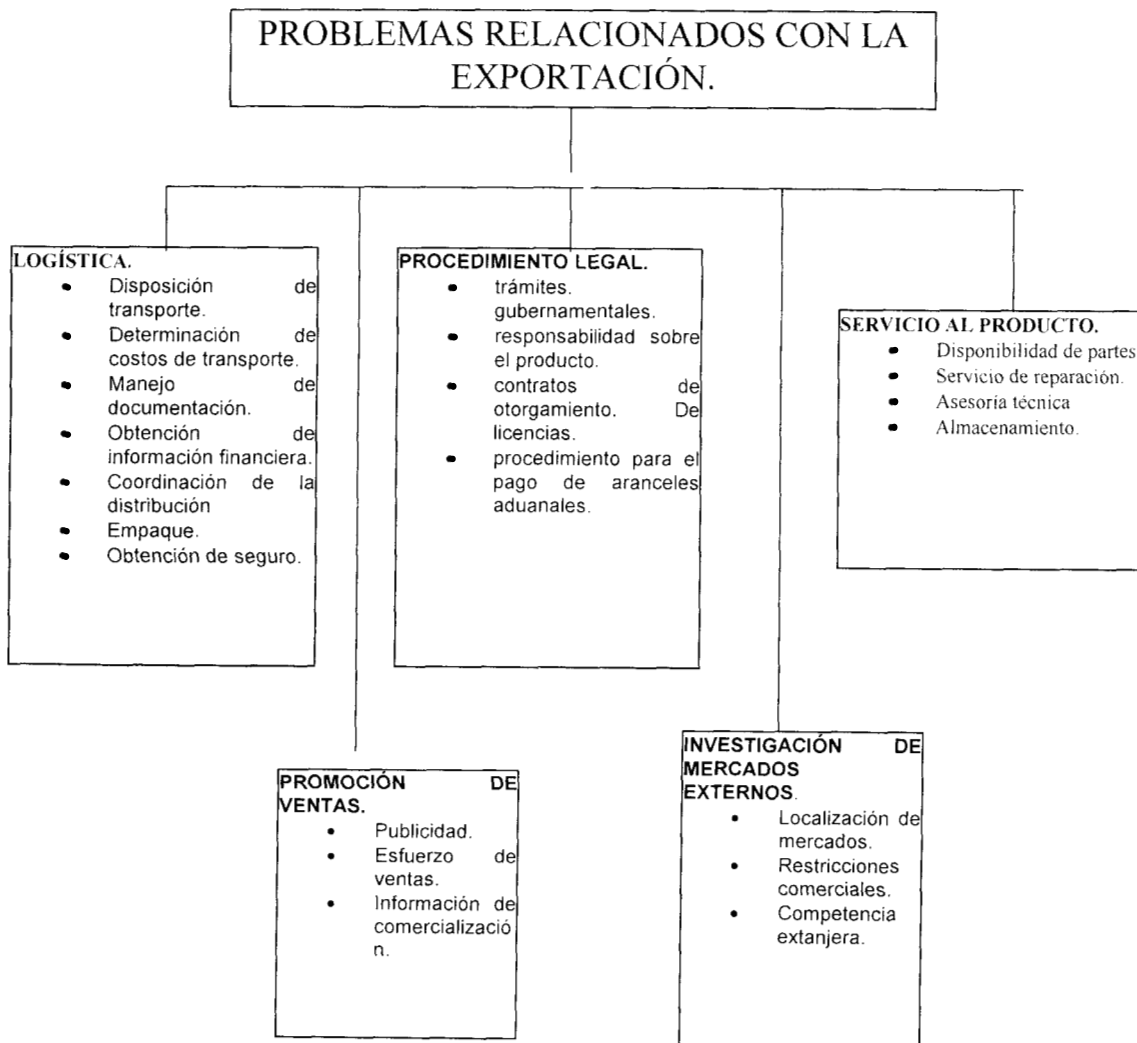 PROBLEMAS RELACIONADOS CON LA
EXPORTACIÓN.
LOGÍSTICA.
• Disposición de
transporte.
• Determinación de
costos de transporte.
• Manejo de
documentación.
• Obtención de
información financiera.
• Coordinación de la
distribución
• Empaque.
• Obtención de seguro.
PROCEDIMIENTO LEGAL.
• trámites.
gubernamentales.
• responsabilidad sobre
el producto.
• contratos de
otorgamiento. De
licencias.
• procedimiento para el
pago de aranceles
aduanales.
SERVICIO AL PRODUCTO.
• Disponibilidad de partes
• Servicio de reparación.
• Asesoría técnica
• Almacenamiento.
PROMOCIÓN DE
VENTAS.
• Publicidad.
• Esfuerzo de
ventas.
• Información de
comercializació
n.
INVESTIGACIÓN DE
MERCADOS
EXTERNOS.
• Localización de
mercados.
• Restricciones
comerciales.
• Competencia
extanjera.